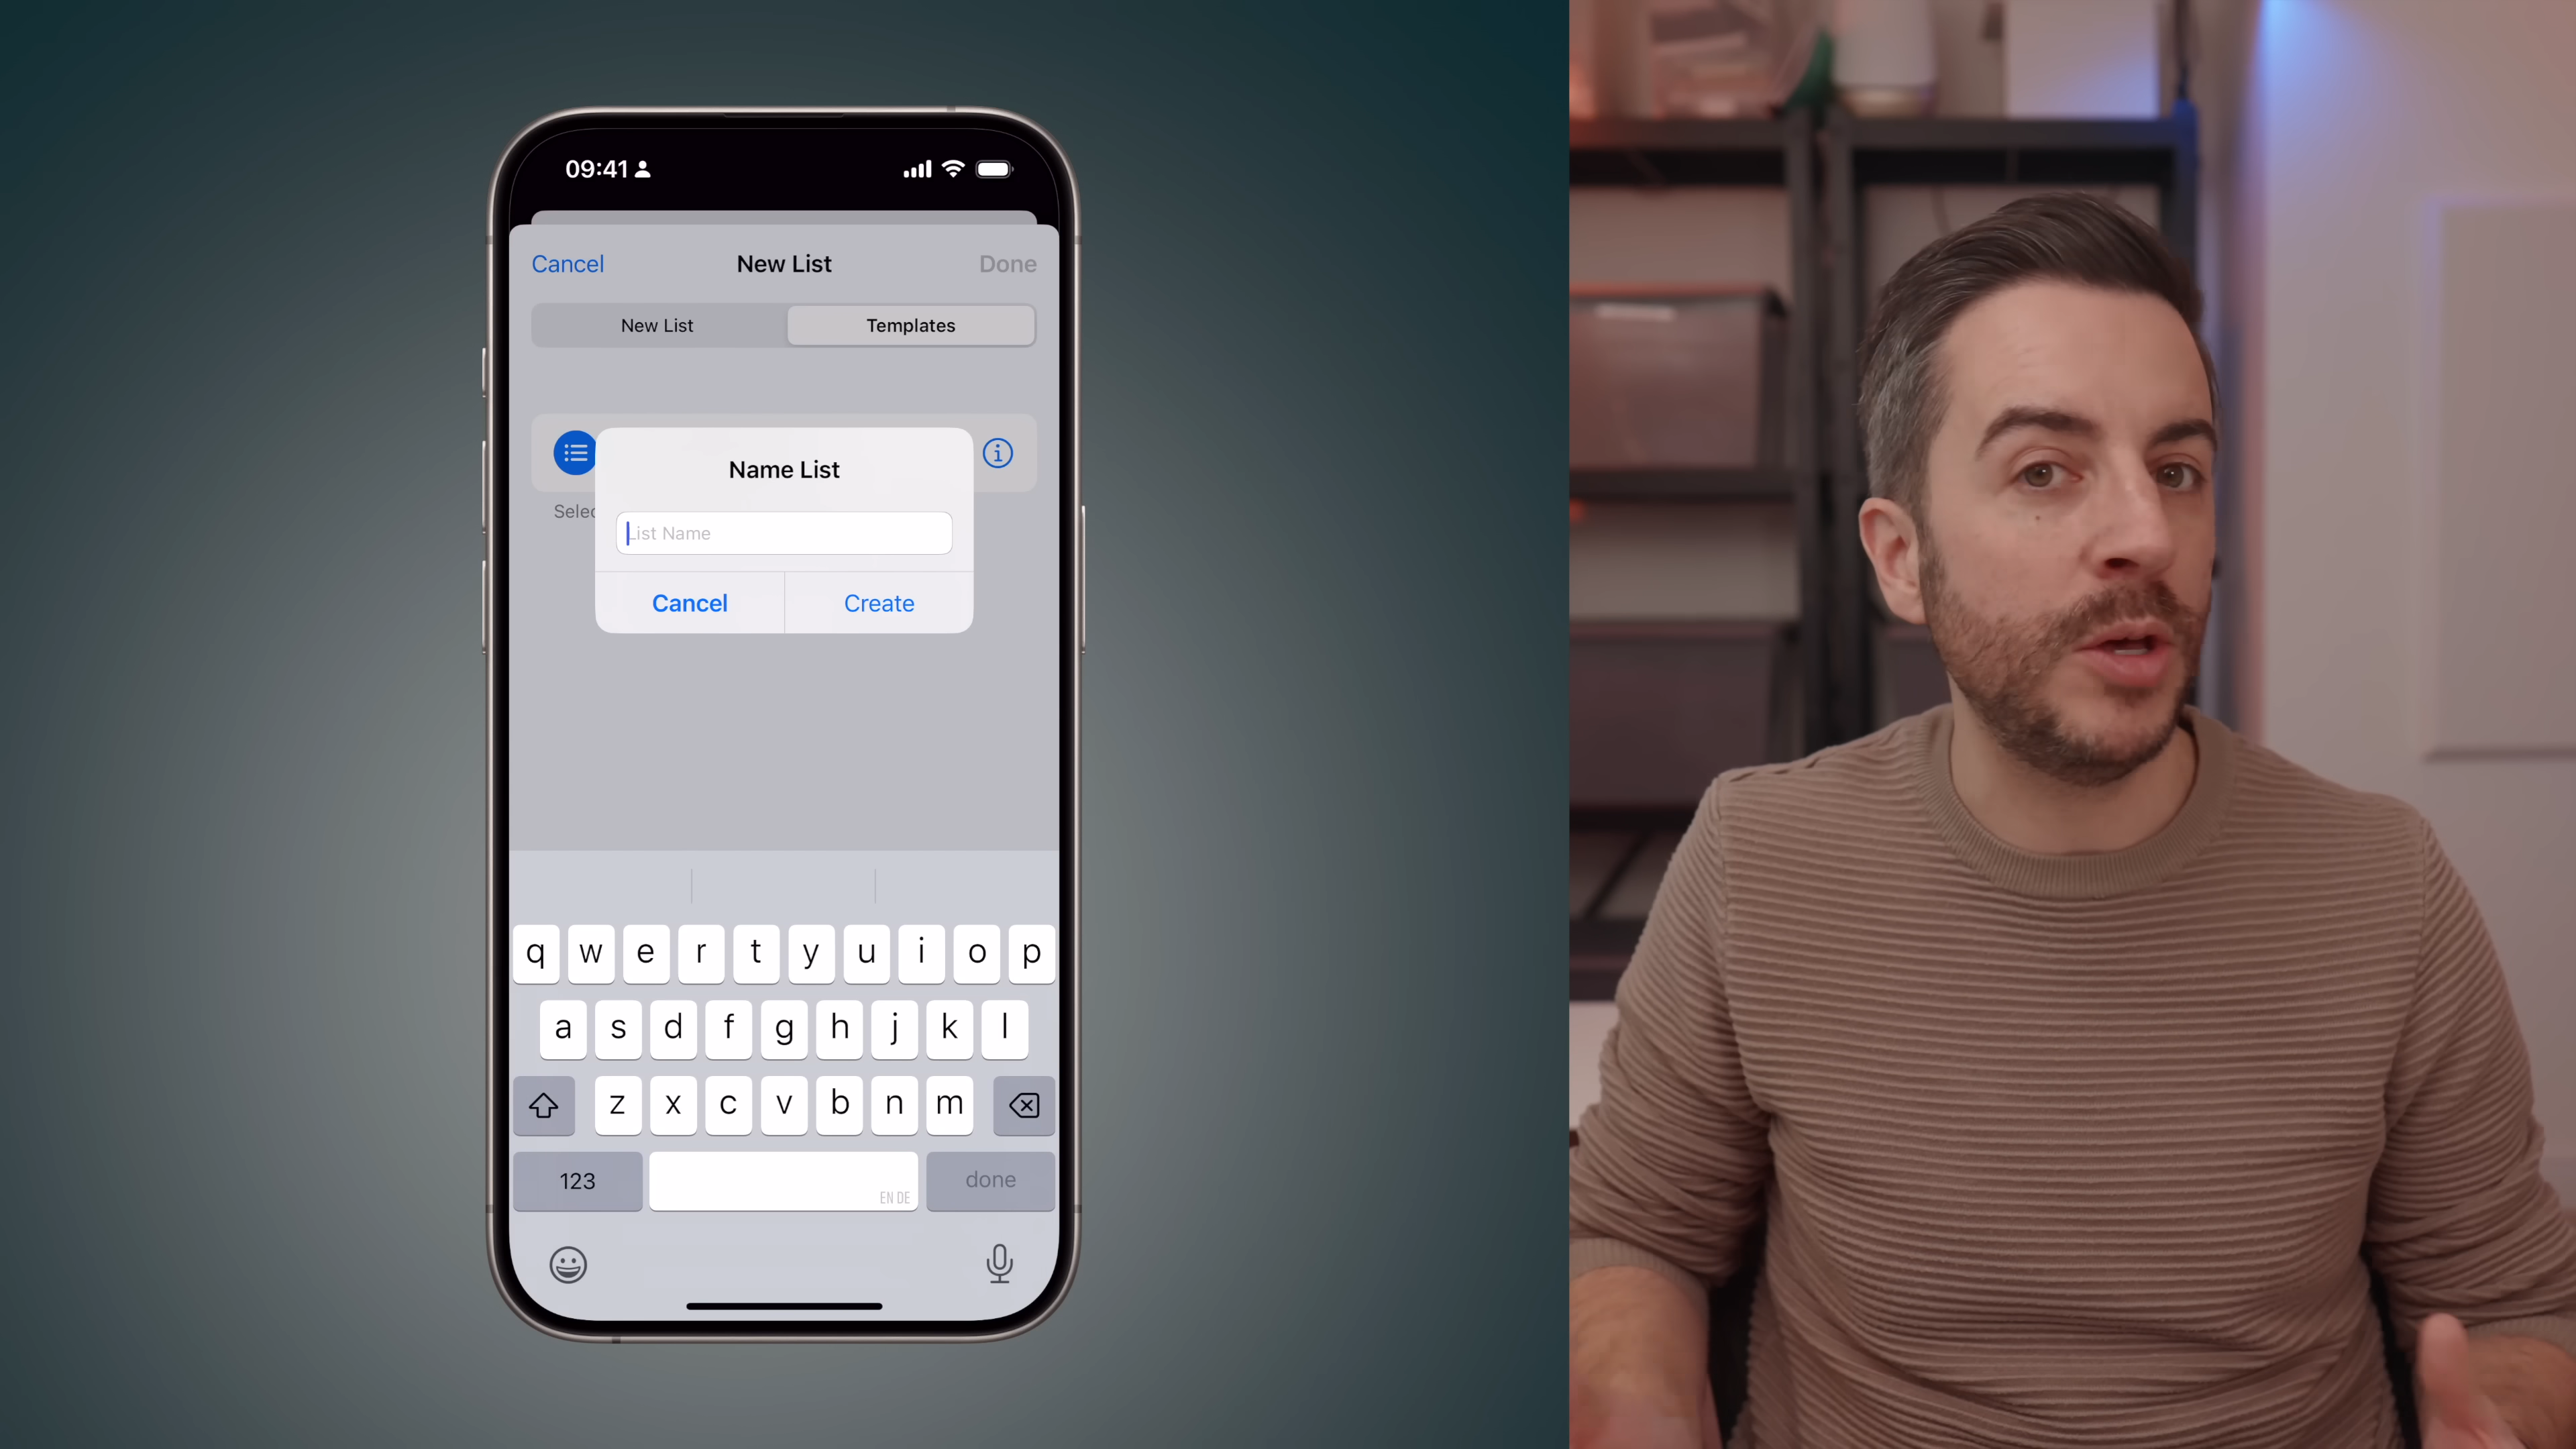 09:41
Cancel New List Done
New List Templates
Name List
Selec
List Name
Cancel Create
q w e r t y u i o p
a s d f g h j k l
z x c v b n m
123 EN DE done